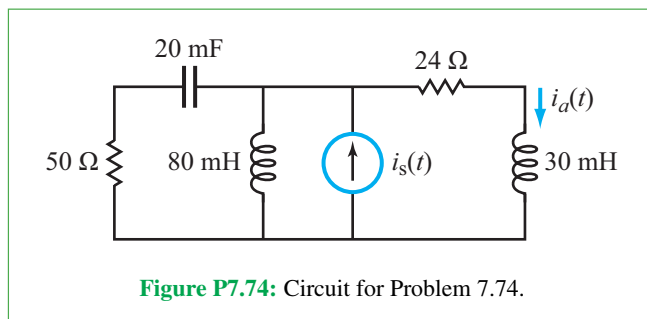 20 mF
24 Ω
i_a(t)
50 Ω
80 mH
i_s(t)
30 mH
Figure P7.74: Circuit for Problem 7.74.